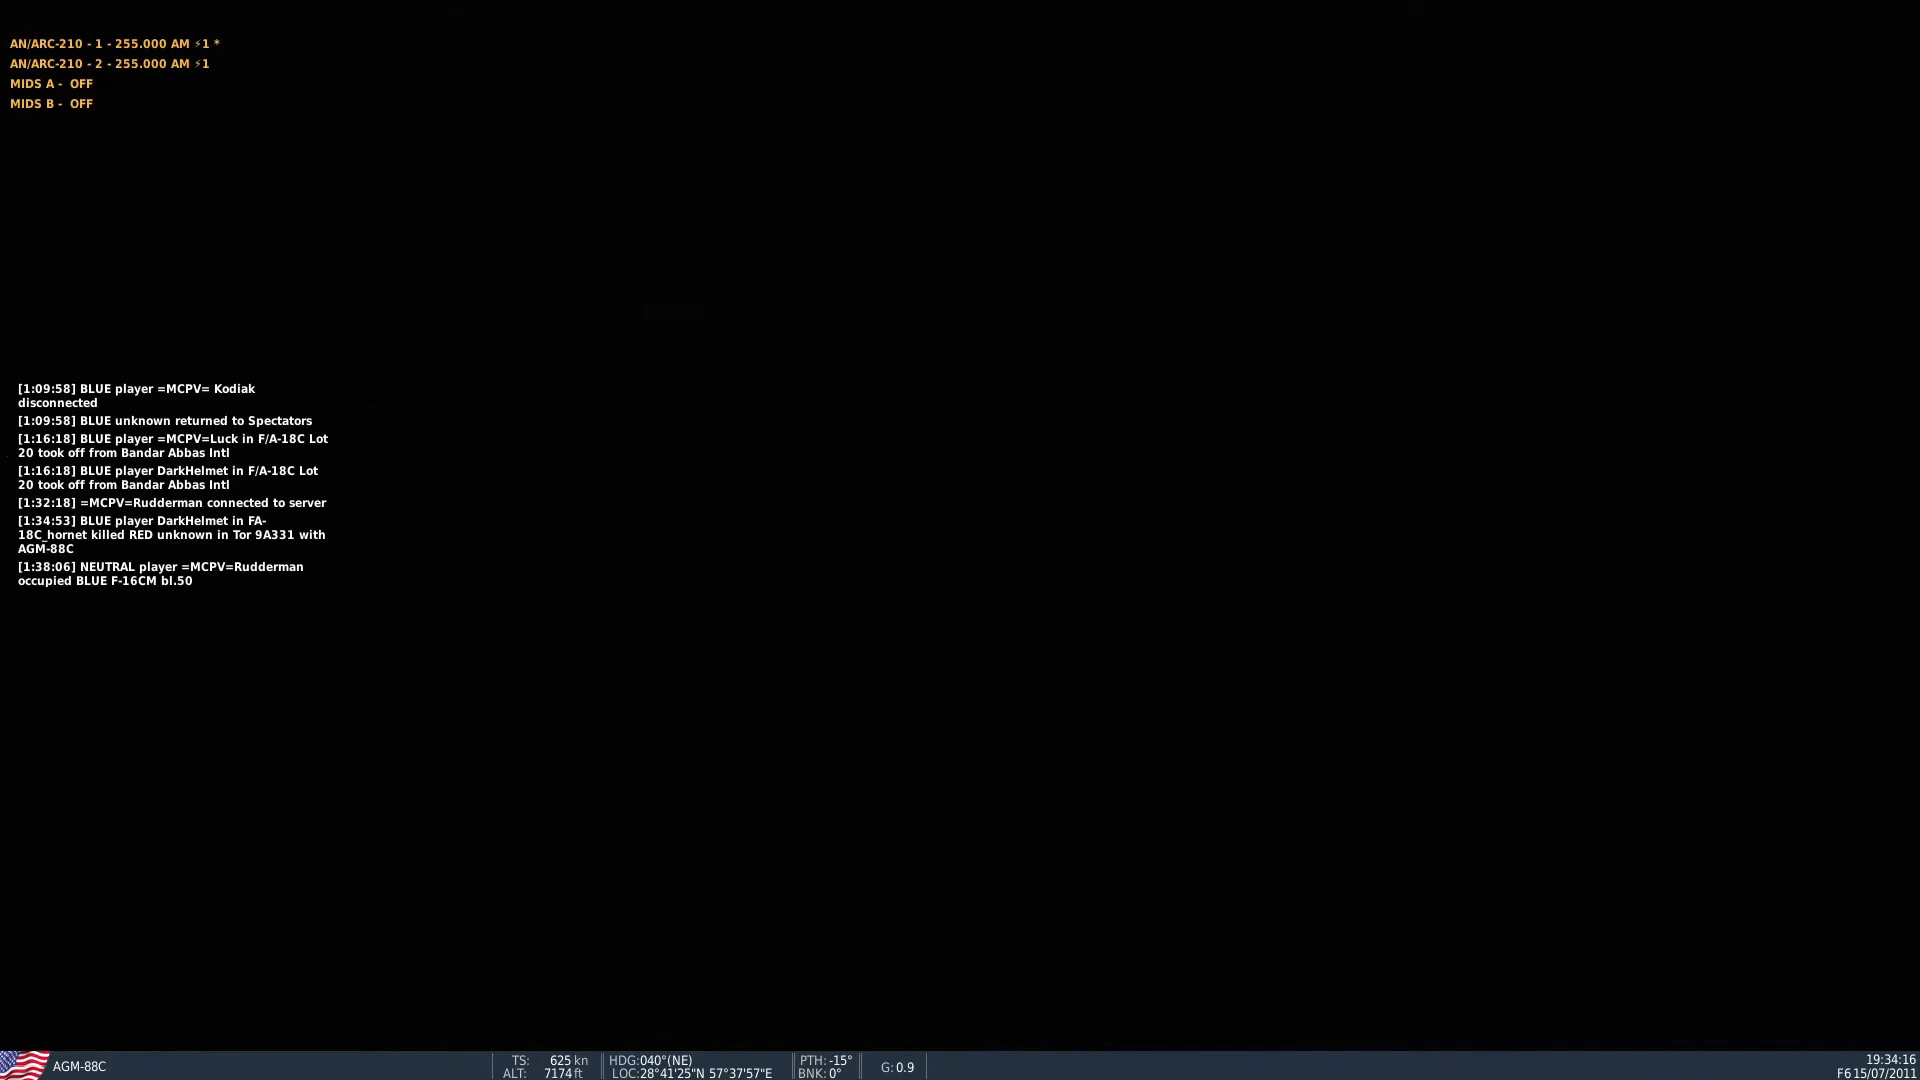 AN/ARC-210 - 1 - 255.000 AM ⚡1 *
AN/ARC-210 - 2 - 255.000 AM ⚡1
MIDS A -  OFF
MIDS B -  OFF
[1:09:58] BLUE player =MCPV= Kodiak
disconnected
[1:09:58] BLUE unknown returned to Spectators
[1:16:18] BLUE player =MCPV=Luck in F/A-18C Lot
20 took off from Bandar Abbas Intl
[1:16:18] BLUE player DarkHelmet in F/A-18C Lot
20 took off from Bandar Abbas Intl
[1:32:18] =MCPV=Rudderman connected to server
[1:34:53] BLUE player DarkHelmet in FA-
18C_hornet killed RED unknown in Tor 9A331 with
AGM-88C
[1:38:06] NEUTRAL player =MCPV=Rudderman
occupied BLUE F-16CM bl.50
AGM-88C
TS: 625 kn HDG:040°(NE) PTH: -15° G: 0.9 19:34:16
ALT: 7174 ft LOC:28°41'25"N 57°37'57"E BNK: 0° F6 15/07/2011